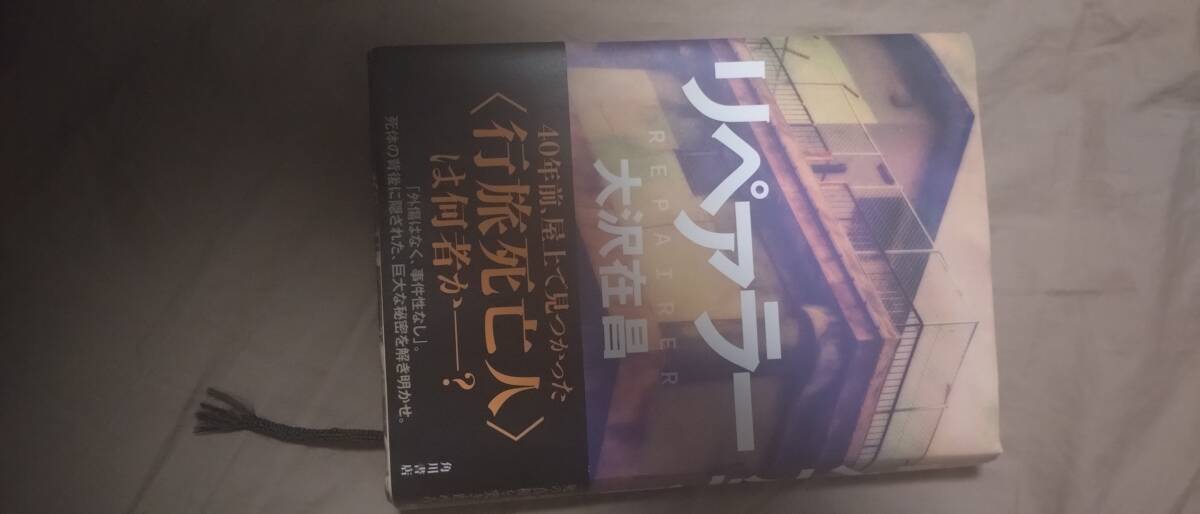 リペアラー
REPAIRER
大沢在昌
40年前、屋上で見つかった
〈行旅死亡人〉
は何者か——?
「外傷はなく、事件性なし」。
死体の背後に隠された、巨大な秘密を解き明かせ。
角川書店